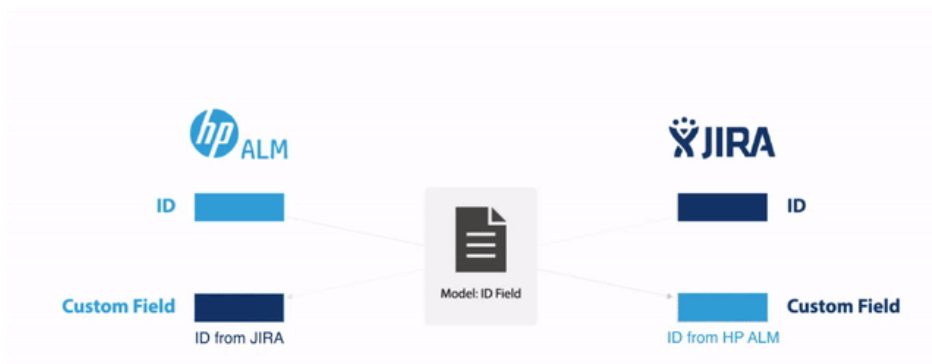 hp ALM
JIRA
ID
ID
Model: ID Field
Custom Field
Custom Field
ID from JIRA
ID from HP ALM